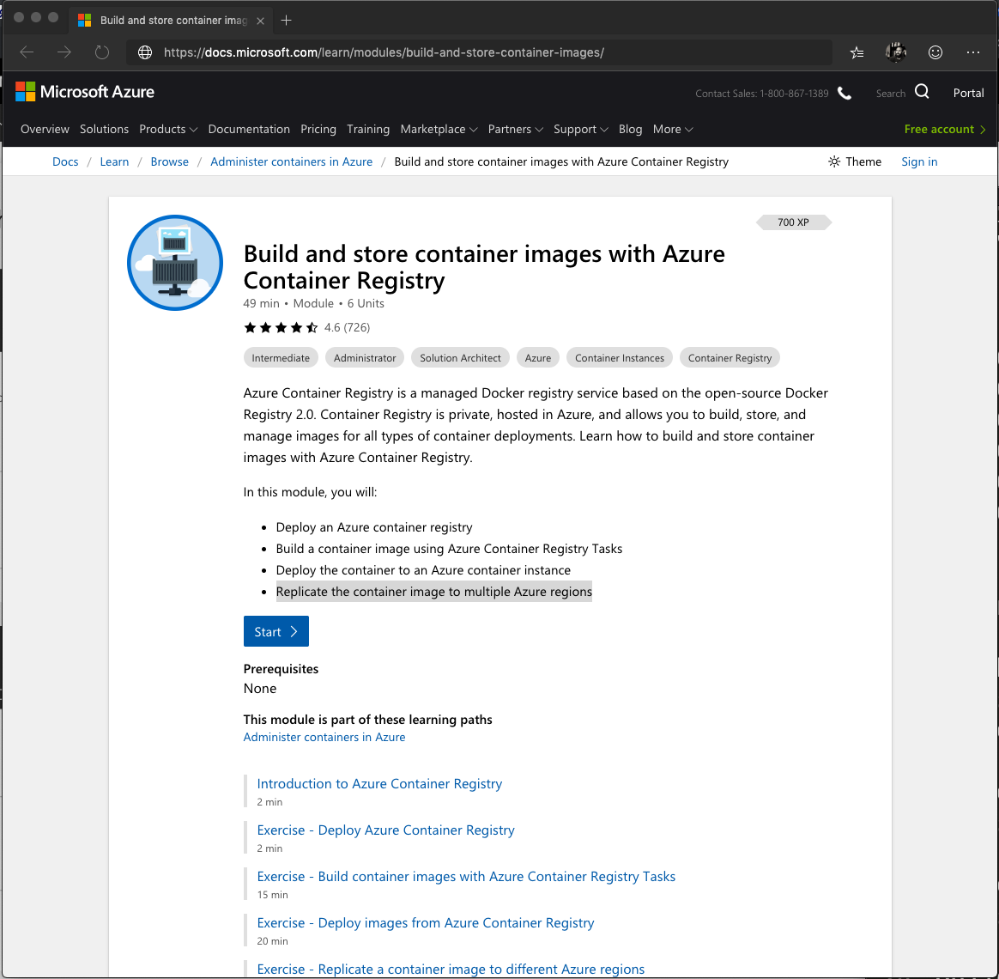 Build and store container imag
https://docs.microsoft.com/learn/modules/build-and-store-container-images/
Microsoft Azure
Contact Sales: 1-800-867-1389
Search
Portal
Overview Solutions Products Documentation Pricing Training Marketplace Partners Support Blog More
Free account
Docs / Learn / Browse / Administer containers in Azure / Build and store container images with Azure Container Registry
Theme
Sign in
700 XP
Build and store container images with Azure
Container Registry
49 min • Module • 6 Units
4.6 (726)
Intermediate Administrator Solution Architect Azure Container Instances Container Registry
Azure Container Registry is a managed Docker registry service based on the open-source Docker
Registry 2.0. Container Registry is private, hosted in Azure, and allows you to build, store, and
manage images for all types of container deployments. Learn how to build and store container
images with Azure Container Registry.
In this module, you will:
• Deploy an Azure container registry
• Build a container image using Azure Container Registry Tasks
• Deploy the container to an Azure container instance
• Replicate the container image to multiple Azure regions
Start
Prerequisites
None
This module is part of these learning paths
Administer containers in Azure
Introduction to Azure Container Registry
2 min
Exercise - Deploy Azure Container Registry
2 min
Exercise - Build container images with Azure Container Registry Tasks
15 min
Exercise - Deploy images from Azure Container Registry
20 min
Exercise - Replicate a container image to different Azure regions